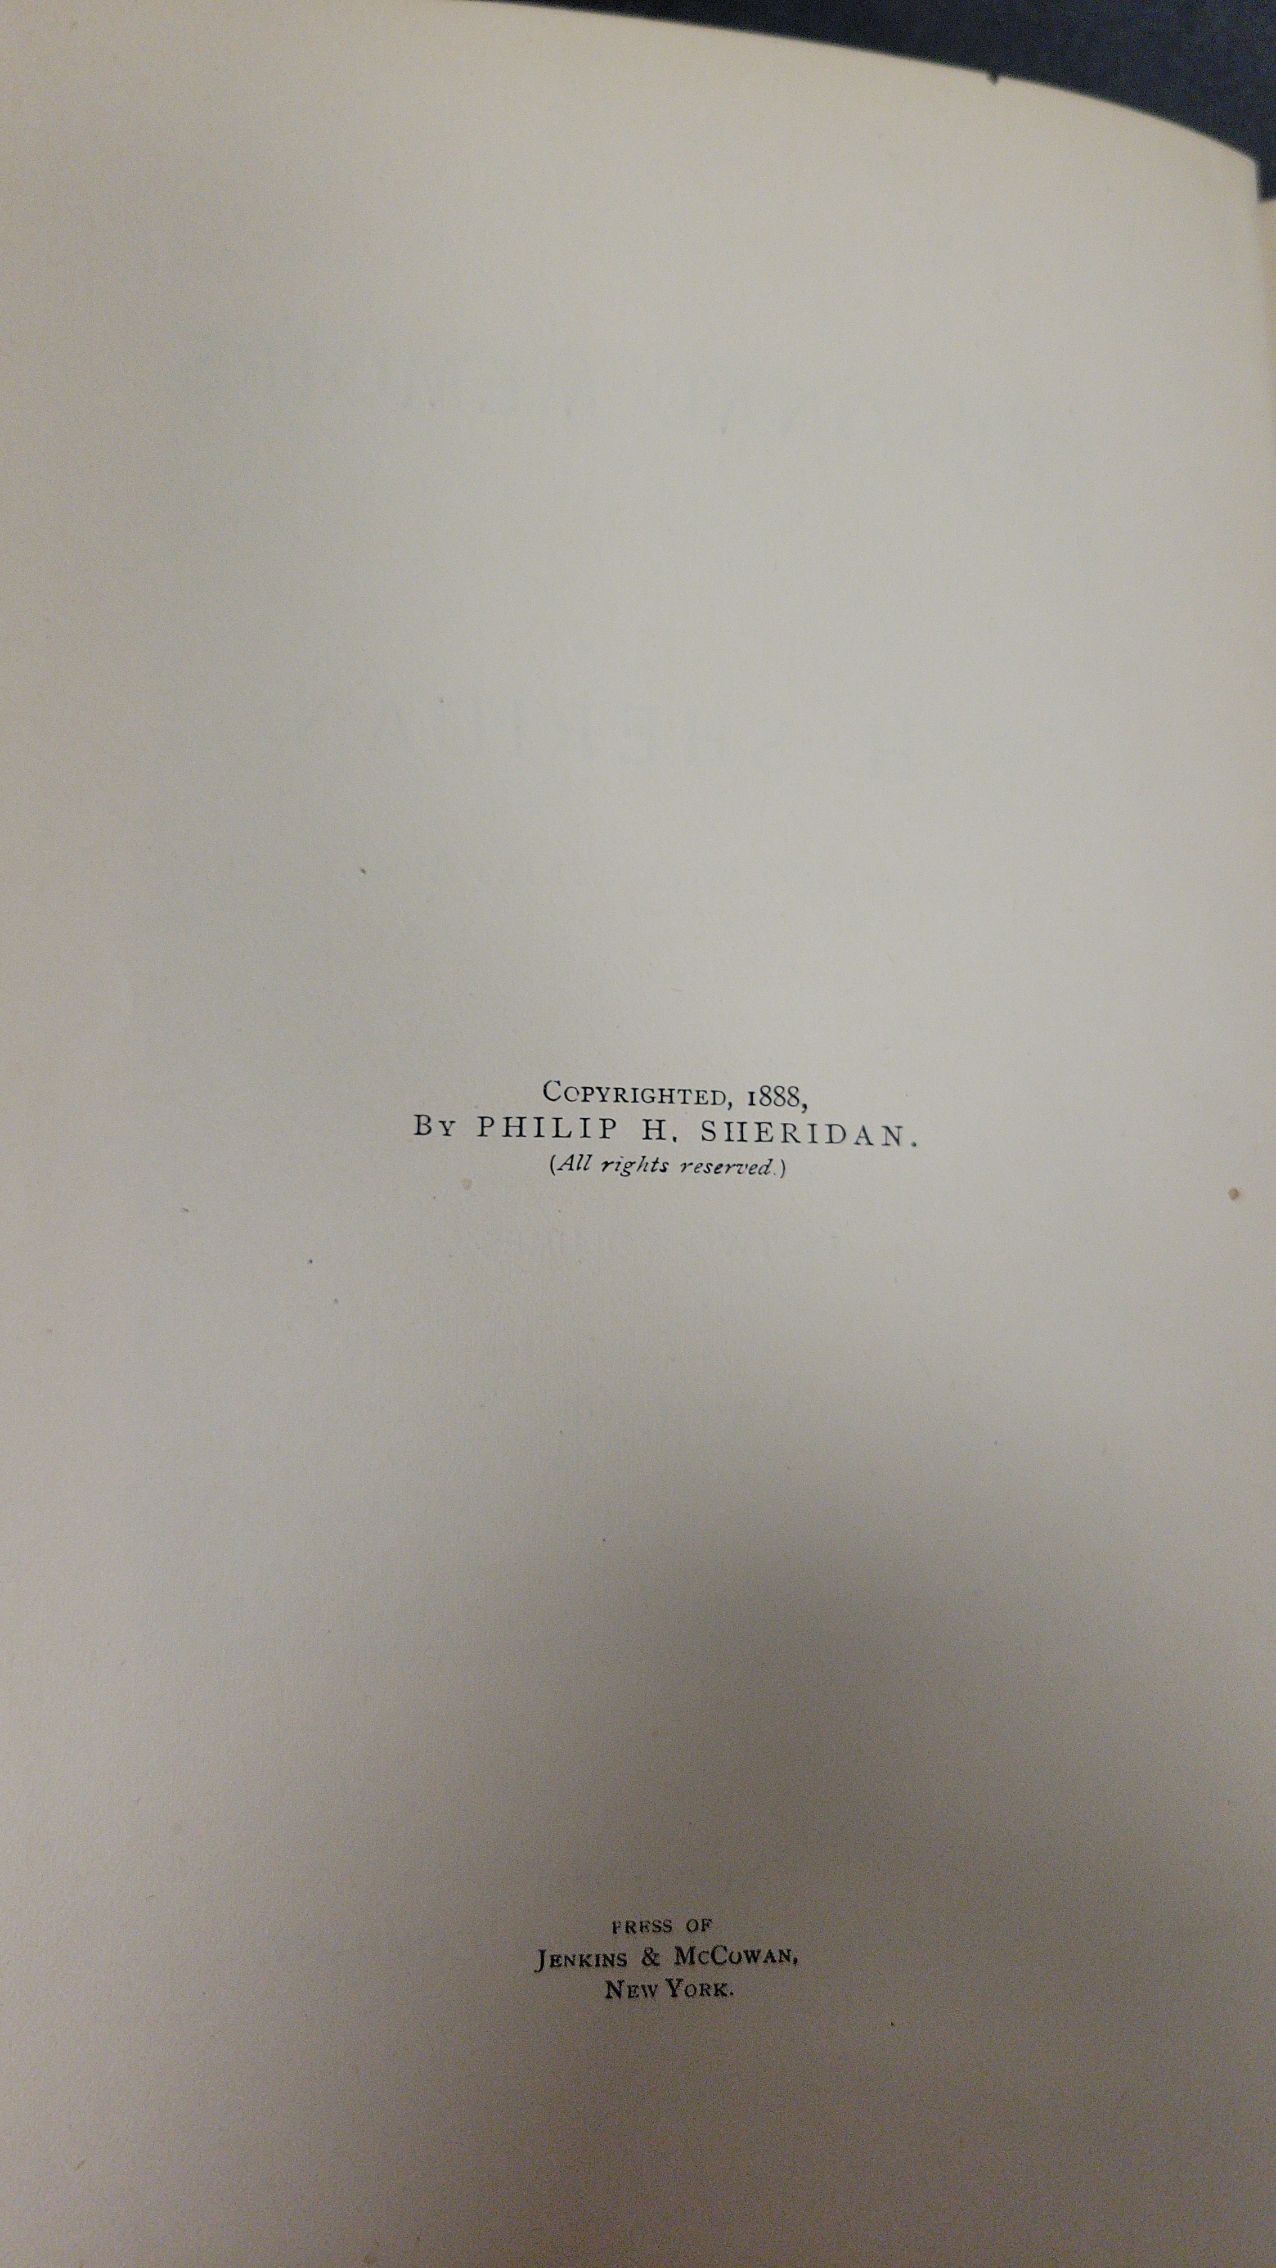 COPYRIGHTED, 1888,
BY PHILIP H. SHERIDAN.
(All rights reserved.)
PRESS OF
JENKINS & MCCOWAN,
NEW YORK.